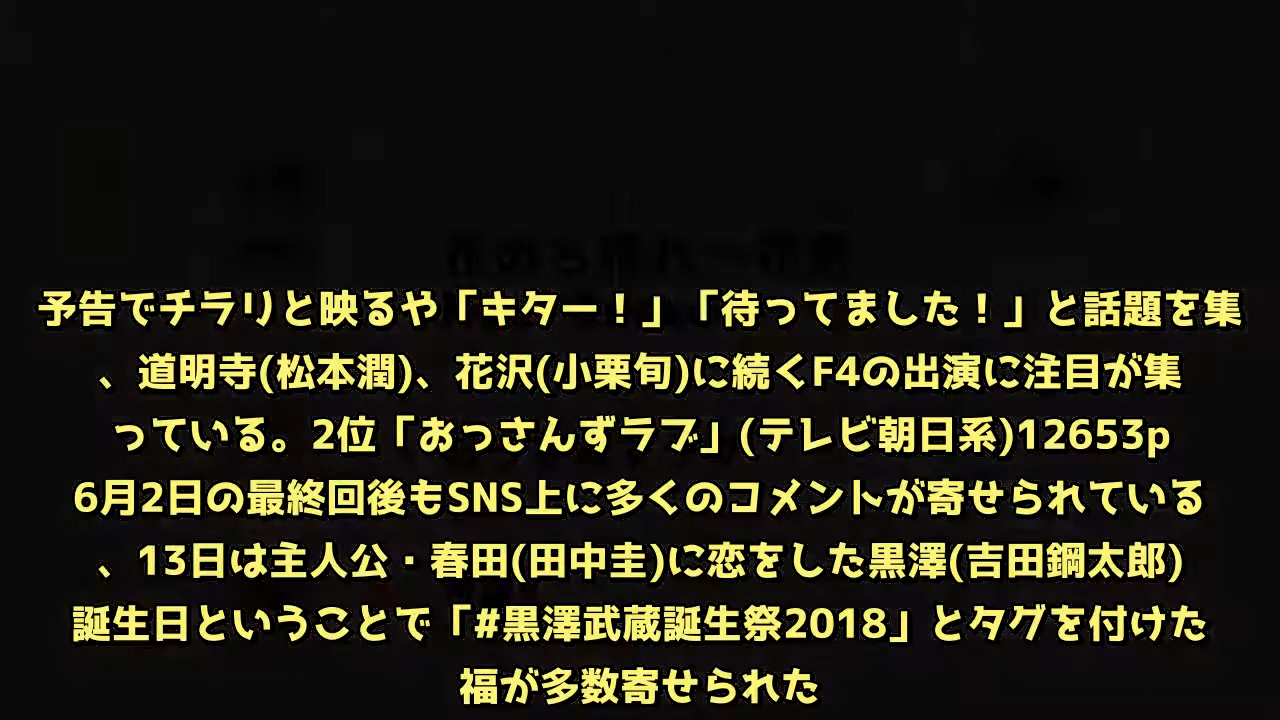 予告でチラリと映るや「キター！」「待ってました！」と話題を集
、道明寺(松本潤)、花沢(小栗旬)に続くF4の出演に注目が集
っている。2位「おっさんずラブ」(テレビ朝日系)12653p
6月2日の最終回後もSNS上に多くのコメントが寄せられている
、13日は主人公・春田(田中圭)に恋をした黒澤(吉田鋼太郎)
誕生日ということで「#黒澤武蔵誕生祭2018」とタグを付けた
福が多数寄せられた